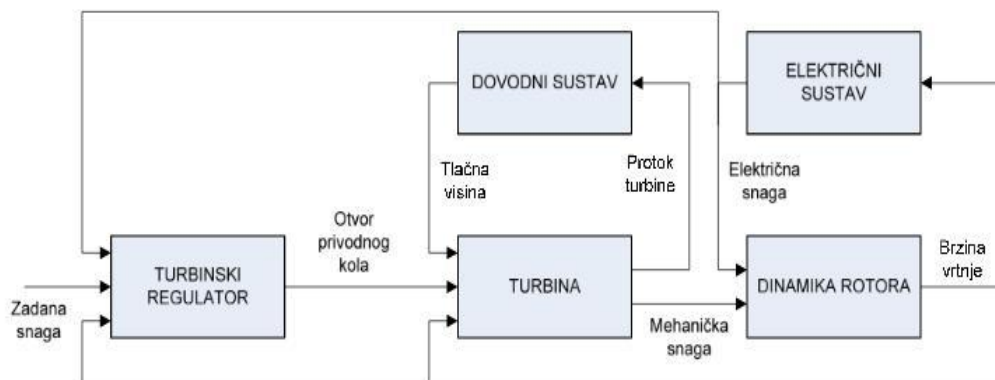 DOVODNI SUSTAV
ELEKTRIČNI
SUSTAV
Tlačna
visina
Protok
turbine
Električna
snaga
Otvor
privodnog
kola
Brzina
vrtnje
TURBINSKI
REGULATOR
TURBINA
DINAMIKA ROTORA
Zadana
snaga
Mehanička
snaga